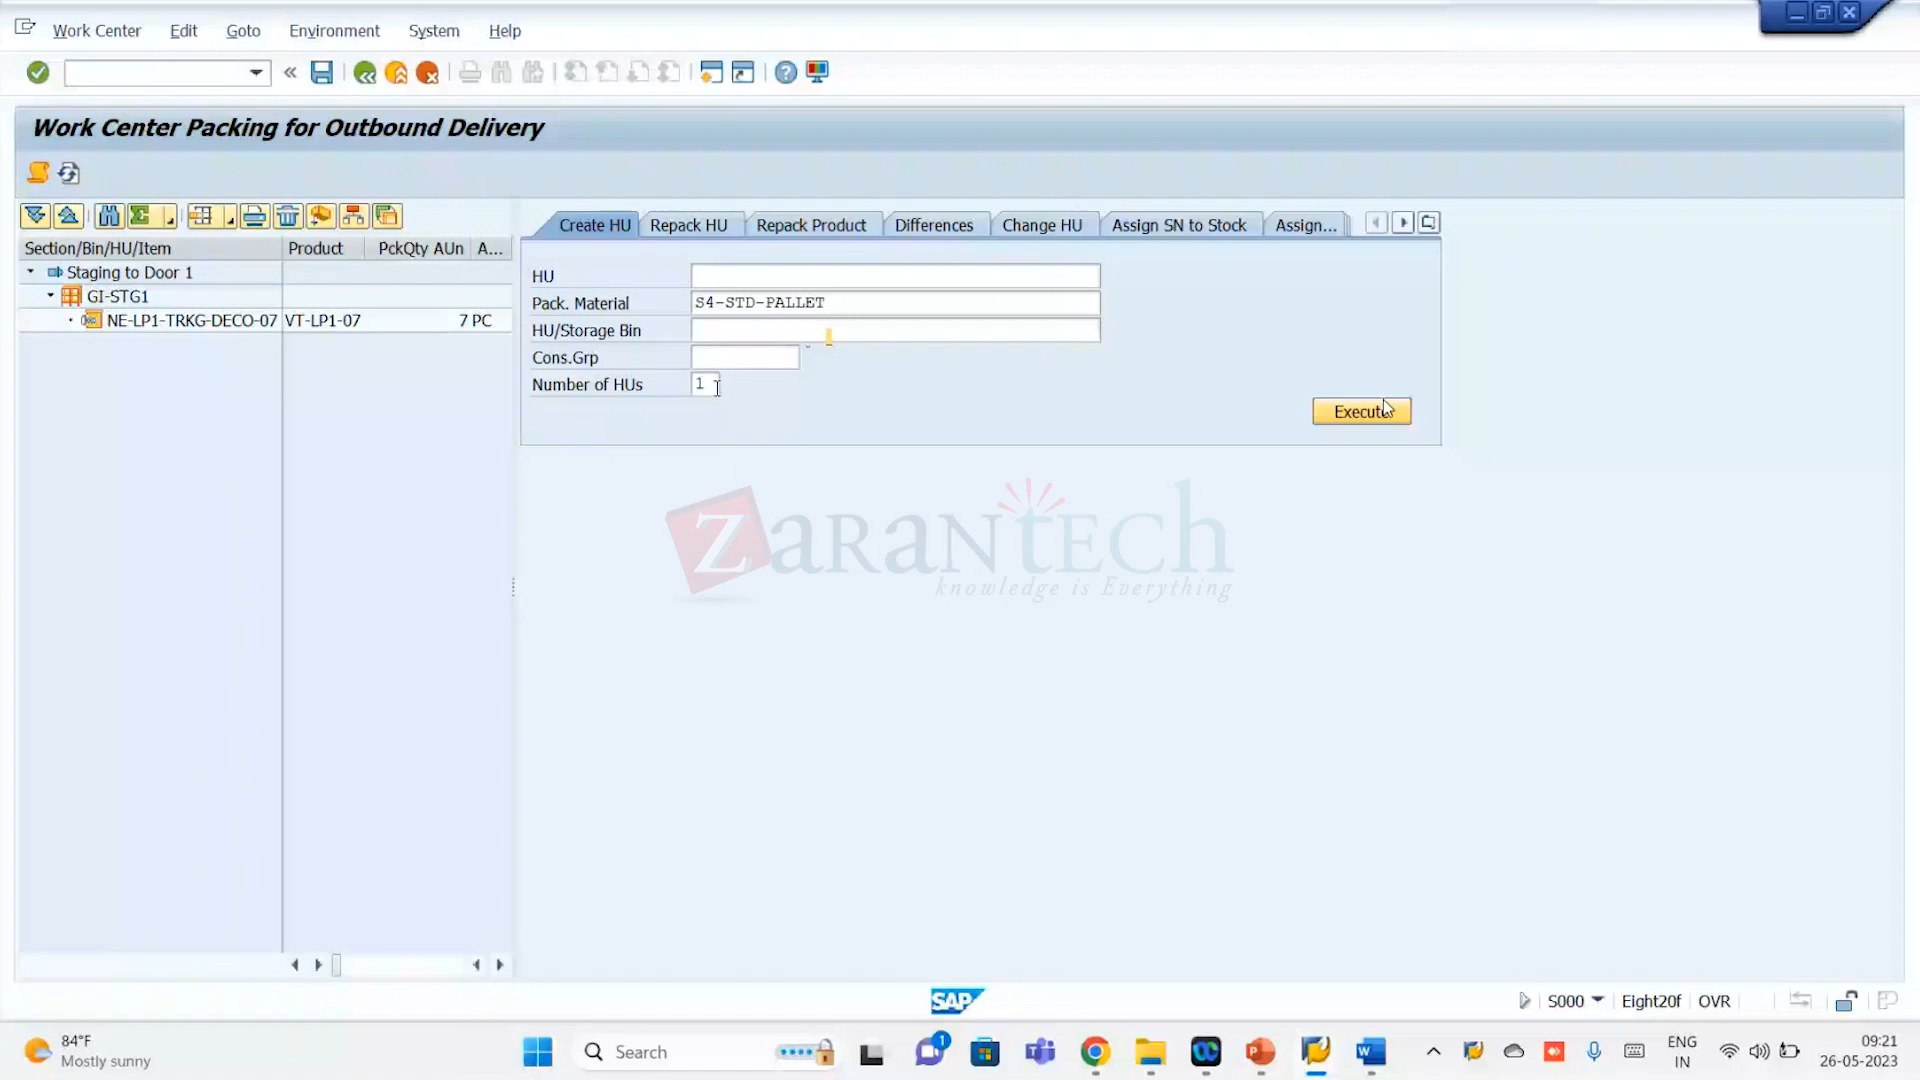 Work Center Edit Goto Environment System Help
Work Center Packing for Outbound Delivery
Section/Bin/HU/Item Product PckQty AUn A...
Staging to Door 1
GI-STG1
NE-LP1-TRKG-DECO-07 VT-LP1-07 7 PC
Create HU Repack HU Repack Product Differences Change HU Assign SN to Stock Assign...
HU
Pack. Material S4-STD-PALLET
HU/Storage Bin
Cons.Grp
Number of HUs 1
Execute
ZaranTech
knowledge is Everything
SAP
S000 Eight20f OVR
84°F
Mostly sunny
Search
1
ENG
IN
09:21
26-05-2023